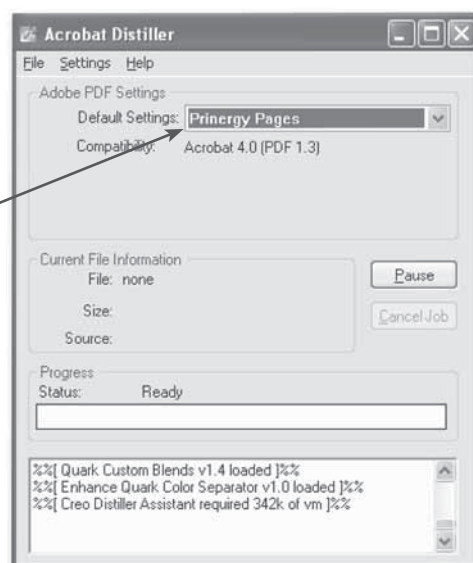 Acrobat Distiller
File Settings Help
Adobe PDF Settings
Default Settings: Prinergy Pages
Compatibility: Acrobat 4.0 (PDF 1.3)
Current File Information
File: none
Pause
Size:
Cancel Job
Source:
Progress
Status: Ready
%%[ Quark Custom Blends v1.4 loaded ]%%
%%[ Enhance Quark Color Separator v1.0 loaded ]%%
%%[ Creo Distiller Assistant required 342k of vm ]%%